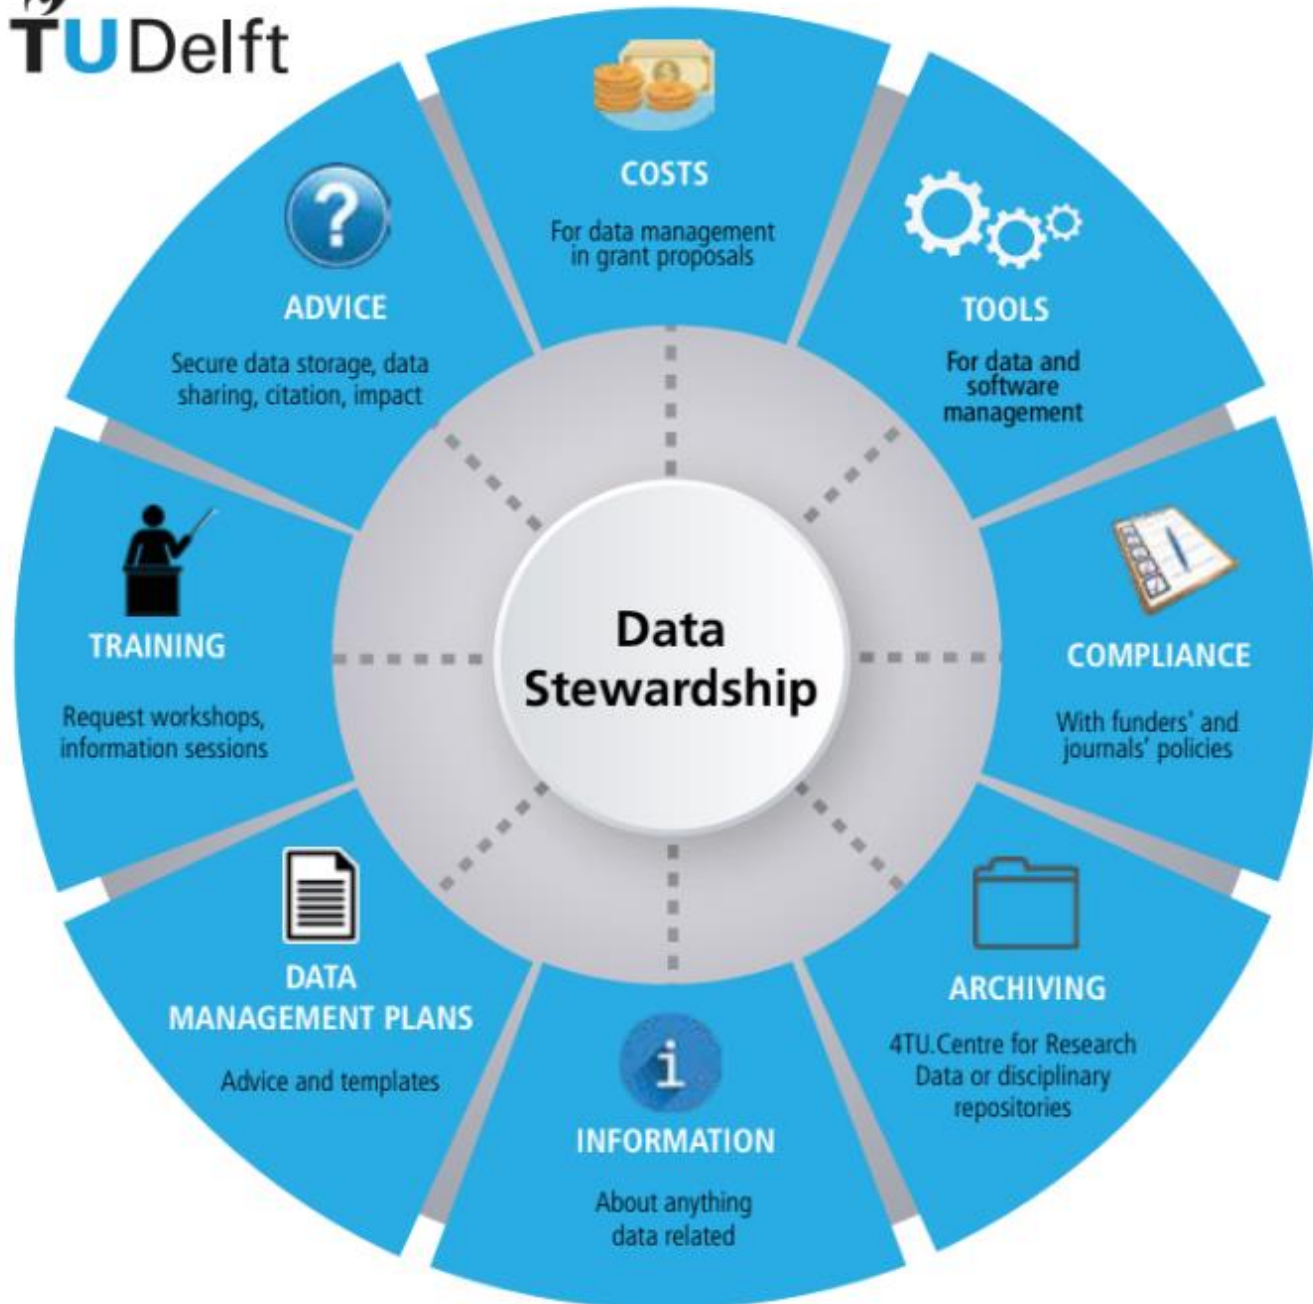 TUDelft
COSTS
For data management
in grant proposals
TOOLS
For data and
software
management
COMPLIANCE
With funders' and
journals' policies
ARCHIVING
4TU.Centre for Research
Data or disciplinary
repositories
i
INFORMATION
About anything
data related
DATA
MANAGEMENT PLANS
Advice and templates
TRAINING
Request workshops,
information sessions
?
ADVICE
Secure data storage, data
sharing, citation, impact
Data
Stewardship